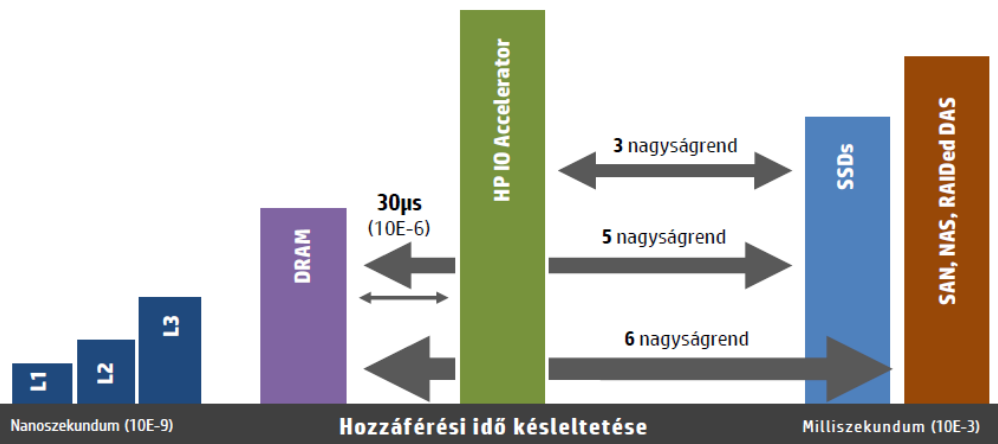 L1
L2
L3
DRAM
30µs
(10E-6)
HP IO Accelerator
3 nagyságrend
5 nagyságrend
6 nagyságrend
SSDs
SAN, NAS, RAIDed DAS
Nanoszekundum (10E-9)
Hozzáférési idő késleltetése
Milliszekundum (10E-3)